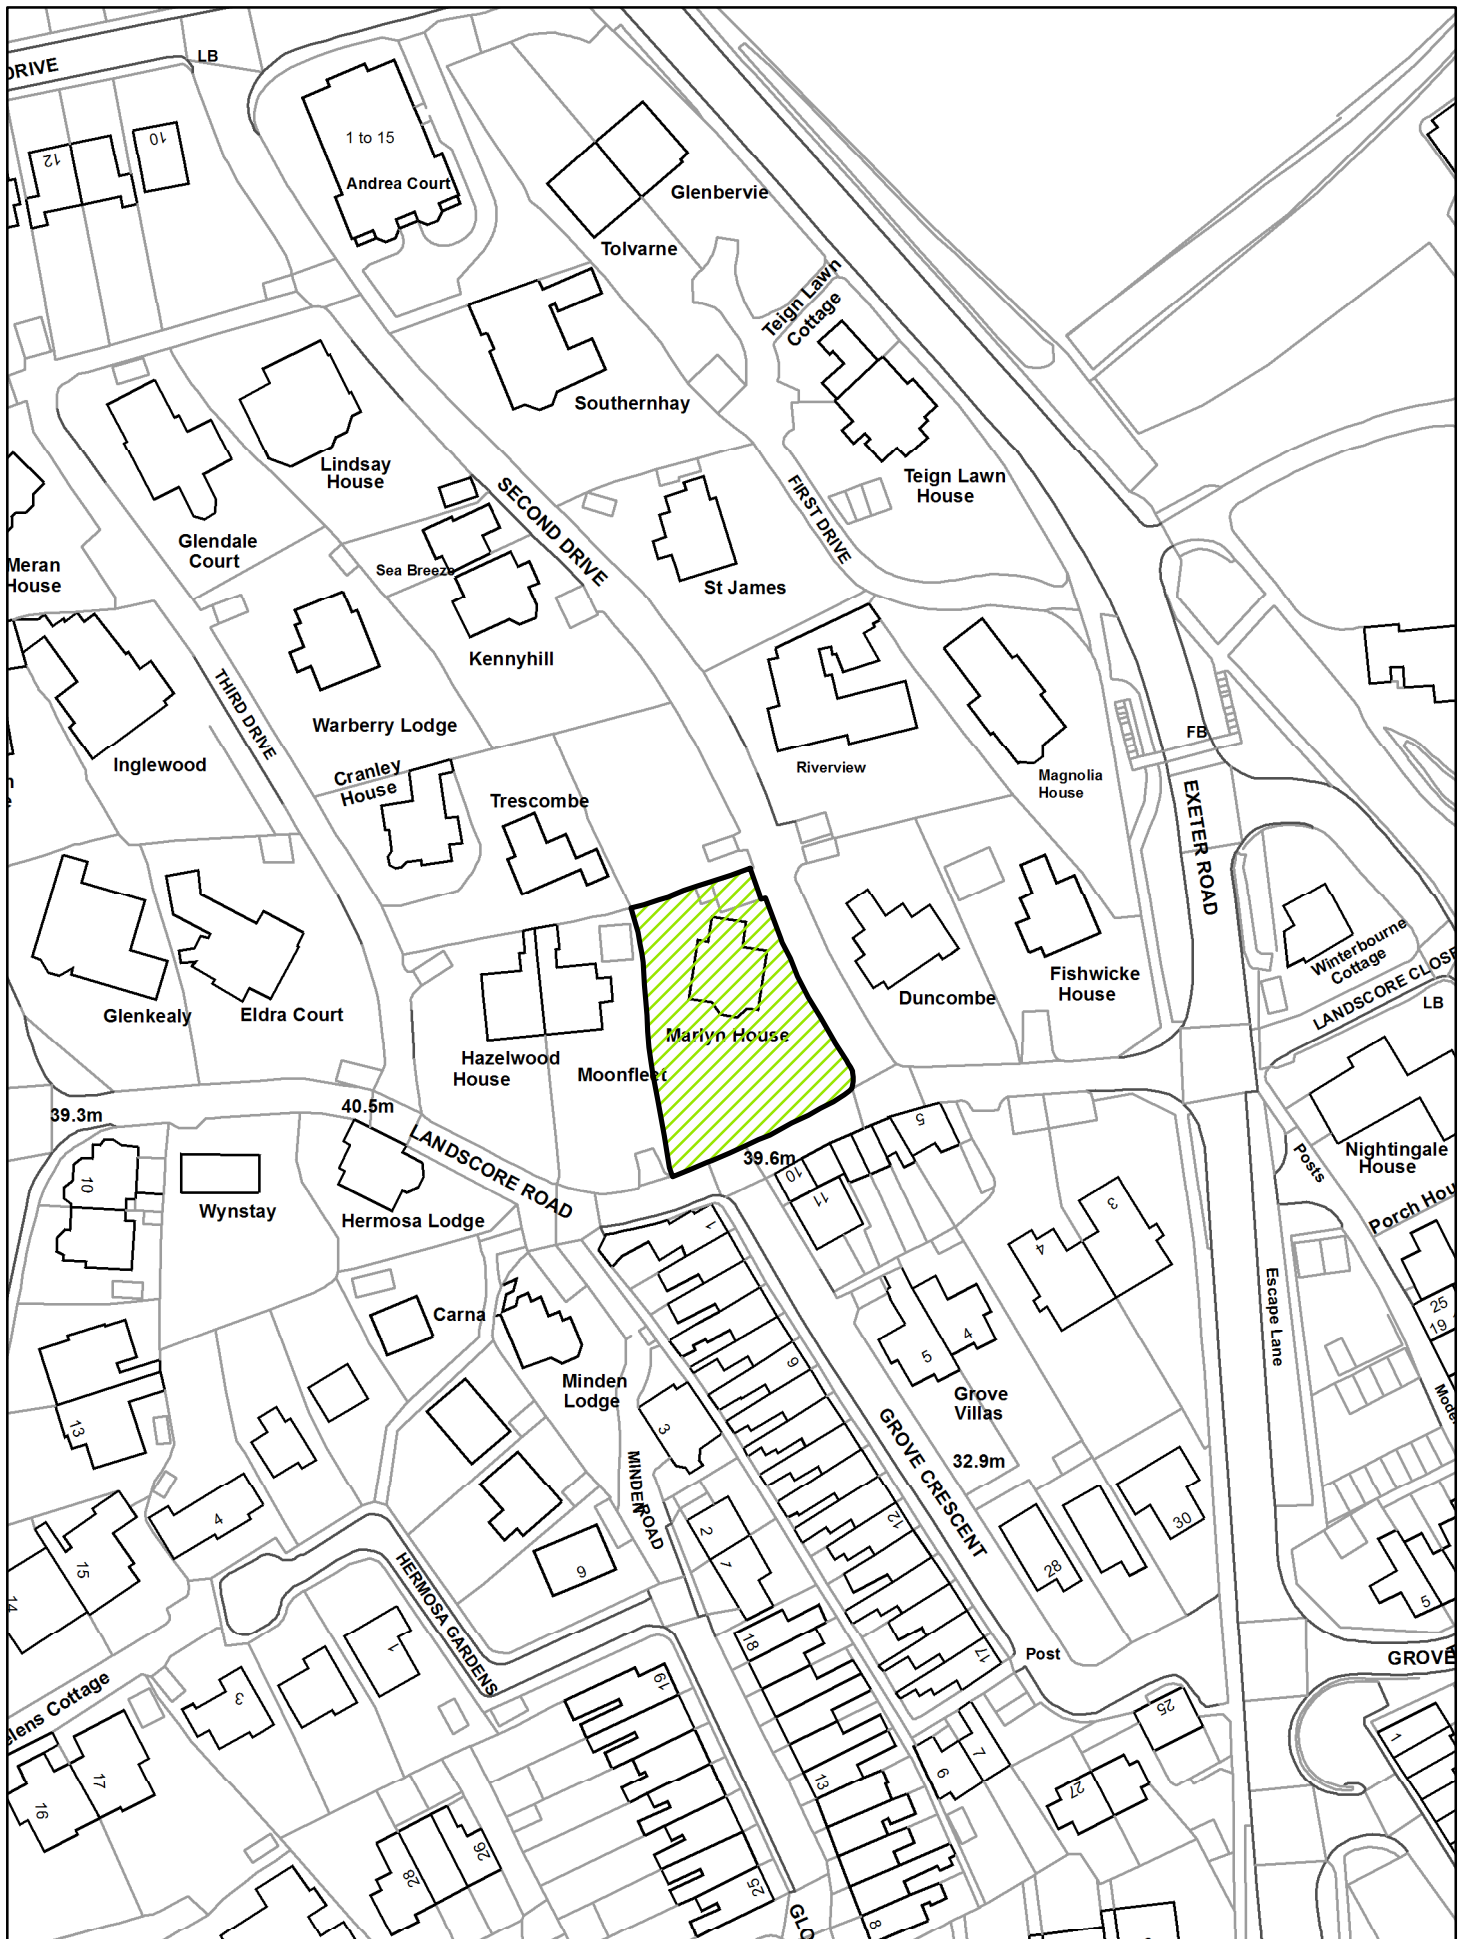 DRIVE
LB
12
10
1 to 15
Andrea Court
Glenbervie
Tolvarne
Teign Lawn
Cottage
Southernhay
Lindsay
House
SECOND DRIVE
FIRST DRIVE
Teign Lawn
House
Glendale
Court
Meran
House
Sea Breeze
St James
Kennyhill
THIRD DRIVE
Warberry Lodge
FB
Inglewood
Cranley
House
Riverview
Magnolia
House
Trescombe
EXETER ROAD
Winterbourne
Cottage
Fishwicke
House
Duncombe
LANDSCORE CLOSE
LB
Glenkealy
Eldra Court
Marlyn House
Hazelwood
House
Moonfleet
39.3m
40.5m
LANDSCORE ROAD
39.6m
5
10
11
Posts
Nightingale
House
10
Wynstay
Hermosa Lodge
Porch Hou
1
3
4
Escape Lane
Carna
25
19
Minden
Lodge
9
5
4
Grove
Villas
13
3
MINDEN
ROAD
GROVE CRESCENT
32.9m
4
2
1
12
30
28
15
14
9
5
HERMOSA GARDENS
1
18
17
Post
GROVE
3
19
elens Cottage
25
1
17
16
13
6
7
27
28
26
25
8
GLO